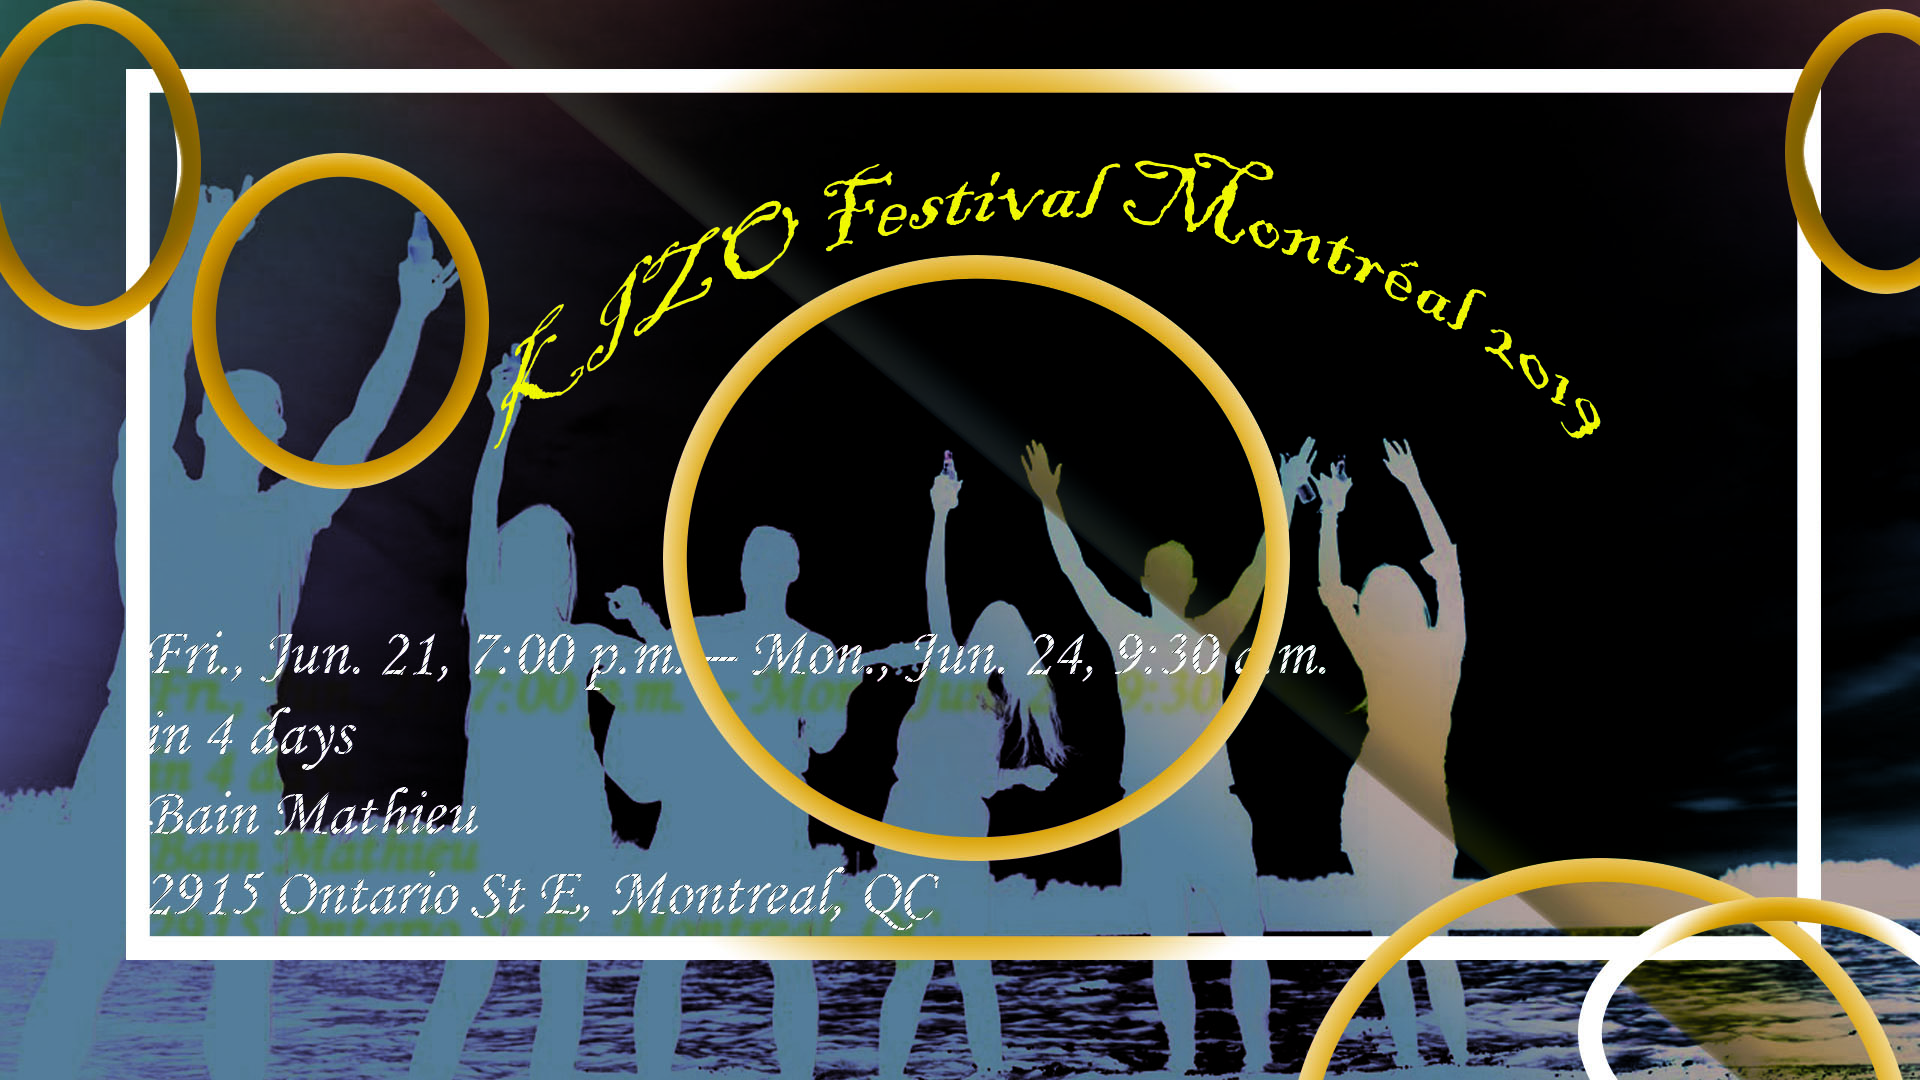 KIZO Festival Montréal 2019
Fri., Jun. 21, 7:00 p.m. – Mon., Jun. 24, 9:30 a.m.
in 4 days
Bain Mathieu
2915 Ontario St E, Montreal, QC